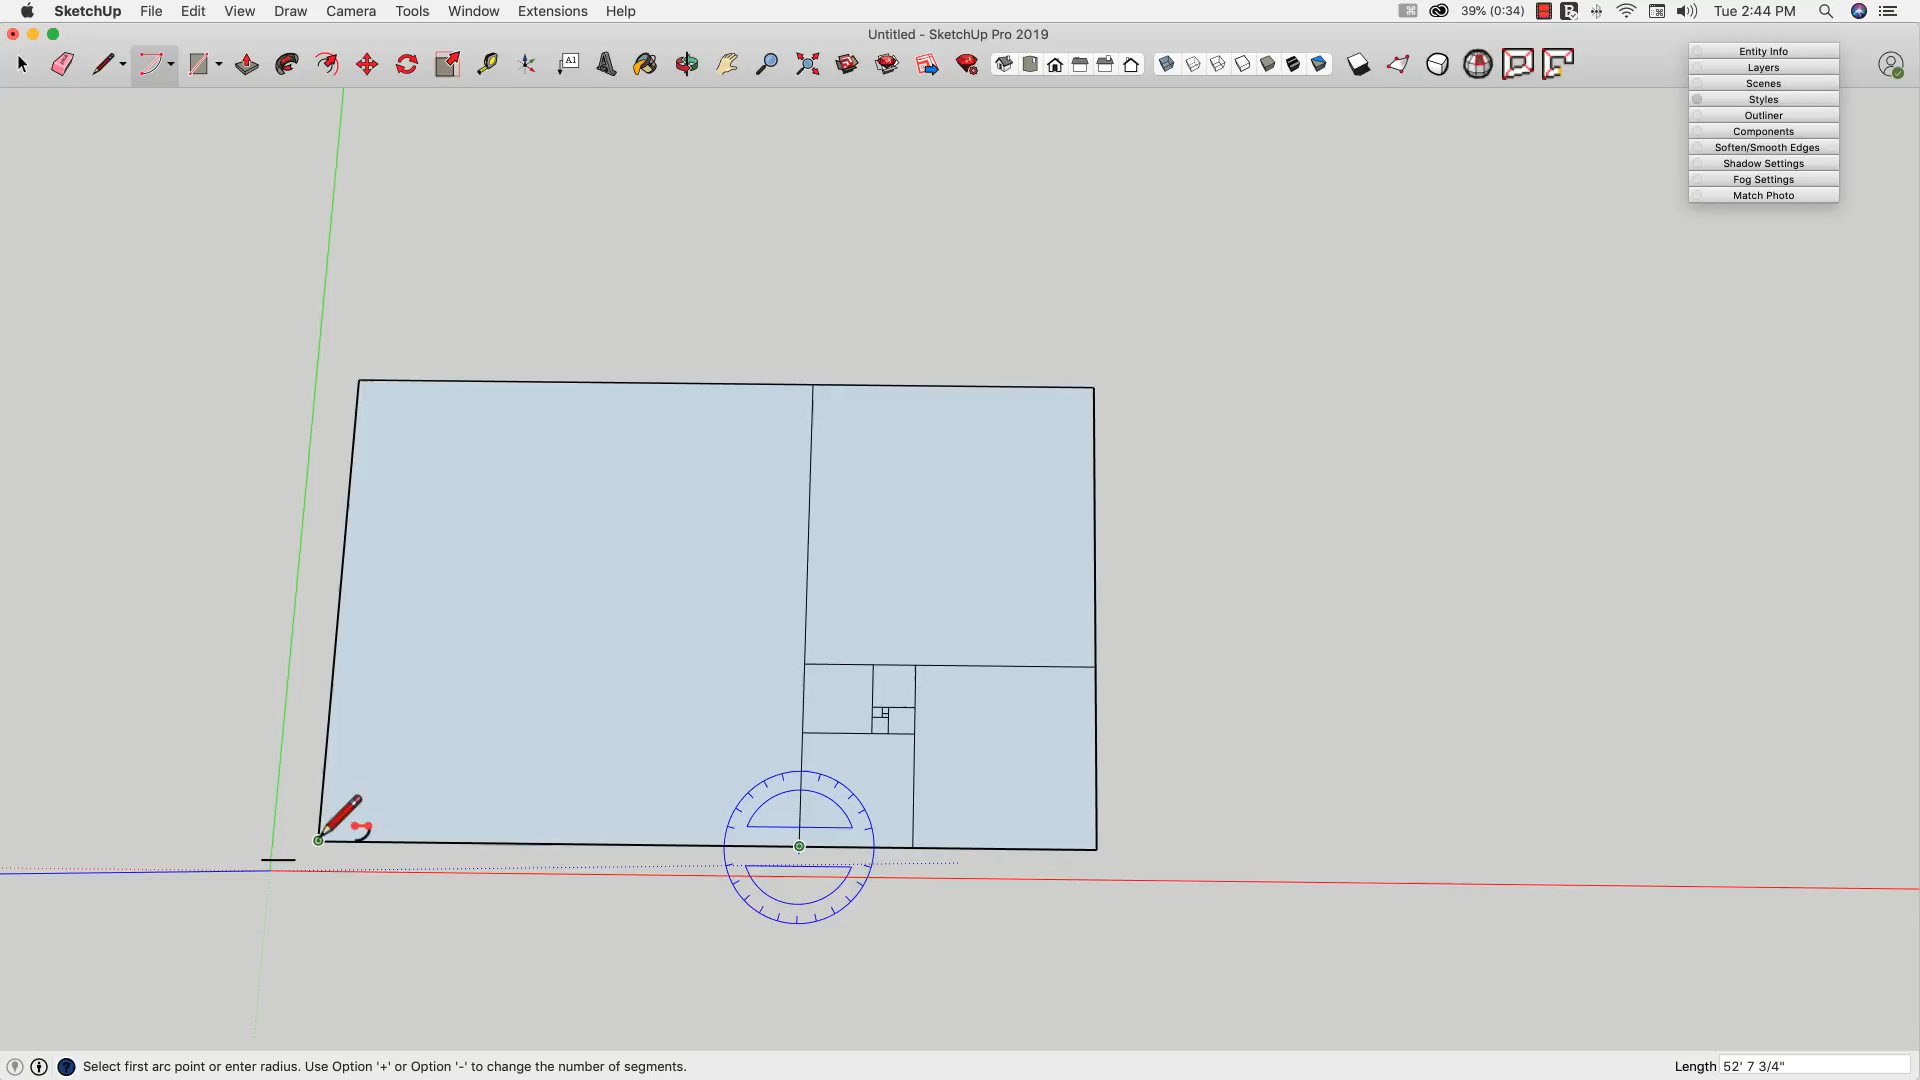 SketchUp File Edit View Draw Camera Tools Window Extensions Help 39% (0:34) Tue 2:44 PM
Untitled - SketchUp Pro 2019
A1
Entity Info
Layers
Scenes
Styles
Outliner
Components
Soften/Smooth Edges
Shadow Settings
Fog Settings
Match Photo
Select first arc point or enter radius. Use Option '+' or Option '-' to change the number of segments.
Length 52' 7 3/4"